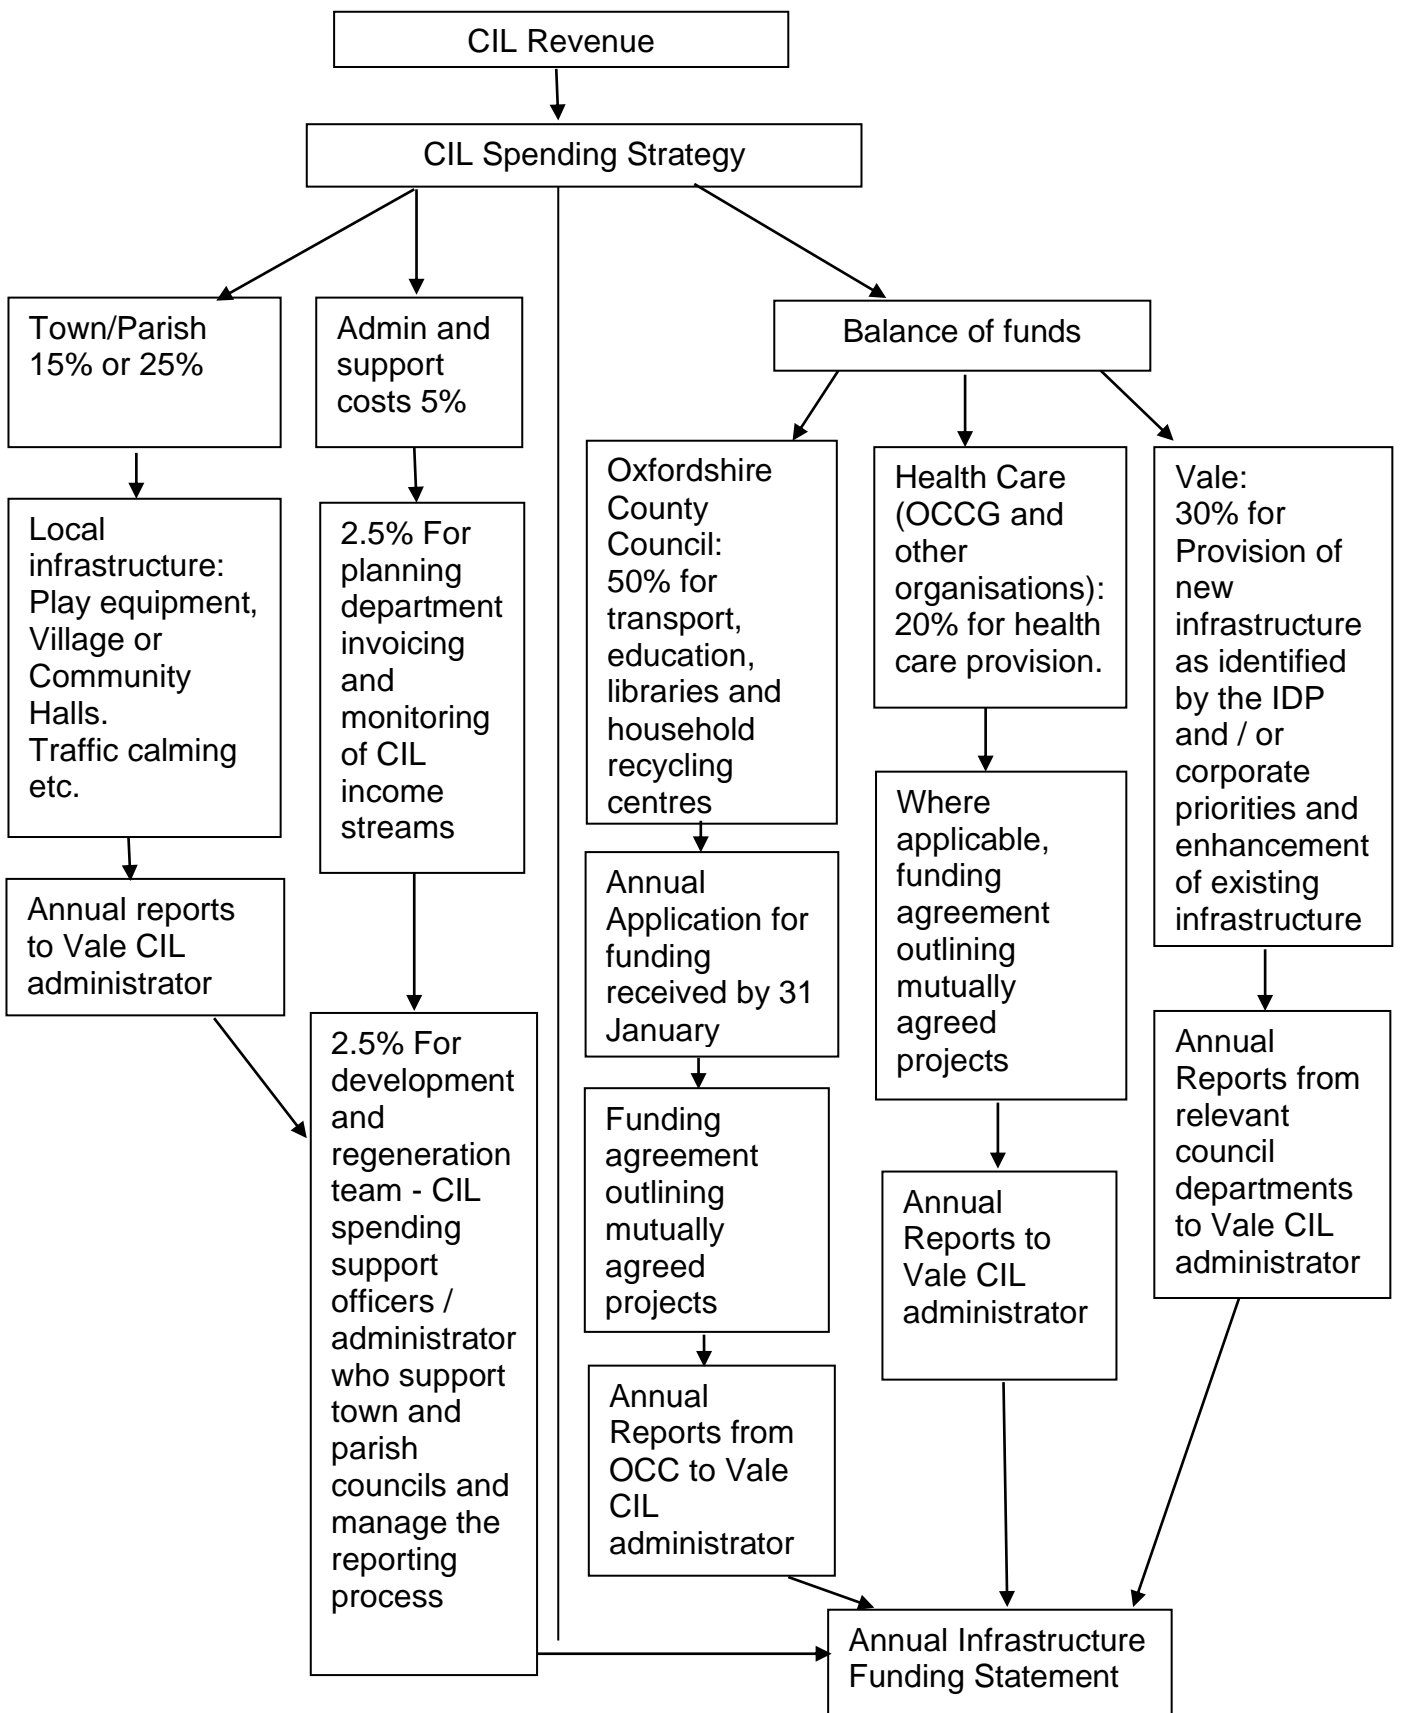 CIL Revenue
CIL Spending Strategy
Town/Parish
15% or 25%
Admin and
support
costs 5%
Balance of funds
Local
infrastructure:
Play equipment,
Village or
Community
Halls.
Traffic calming
etc.
2.5% For
planning
department
invoicing
and
monitoring
of CIL
income
streams
Oxfordshire
County
Council:
50% for
transport,
education,
libraries and
household
recycling
centres
Health Care
(OCCG and
other
organisations):
20% for health
care provision.
Vale:
30% for
Provision of
new
infrastructure
as identified
by the IDP
and / or
corporate
priorities and
enhancement
of existing
infrastructure
Annual reports
to Vale CIL
administrator
2.5% For
development
and
regeneration
team - CIL
spending
support
officers /
administrator
who support
town and
parish
councils and
manage the
reporting
process
Annual
Application for
funding
received by 31
January
Funding
agreement
outlining
mutually
agreed
projects
Annual
Reports from
OCC to Vale
CIL
administrator
Where
applicable,
funding
agreement
outlining
mutually
agreed
projects
Annual
Reports to
Vale CIL
administrator
Annual
Reports from
relevant
council
departments
to Vale CIL
administrator
Annual Infrastructure
Funding Statement